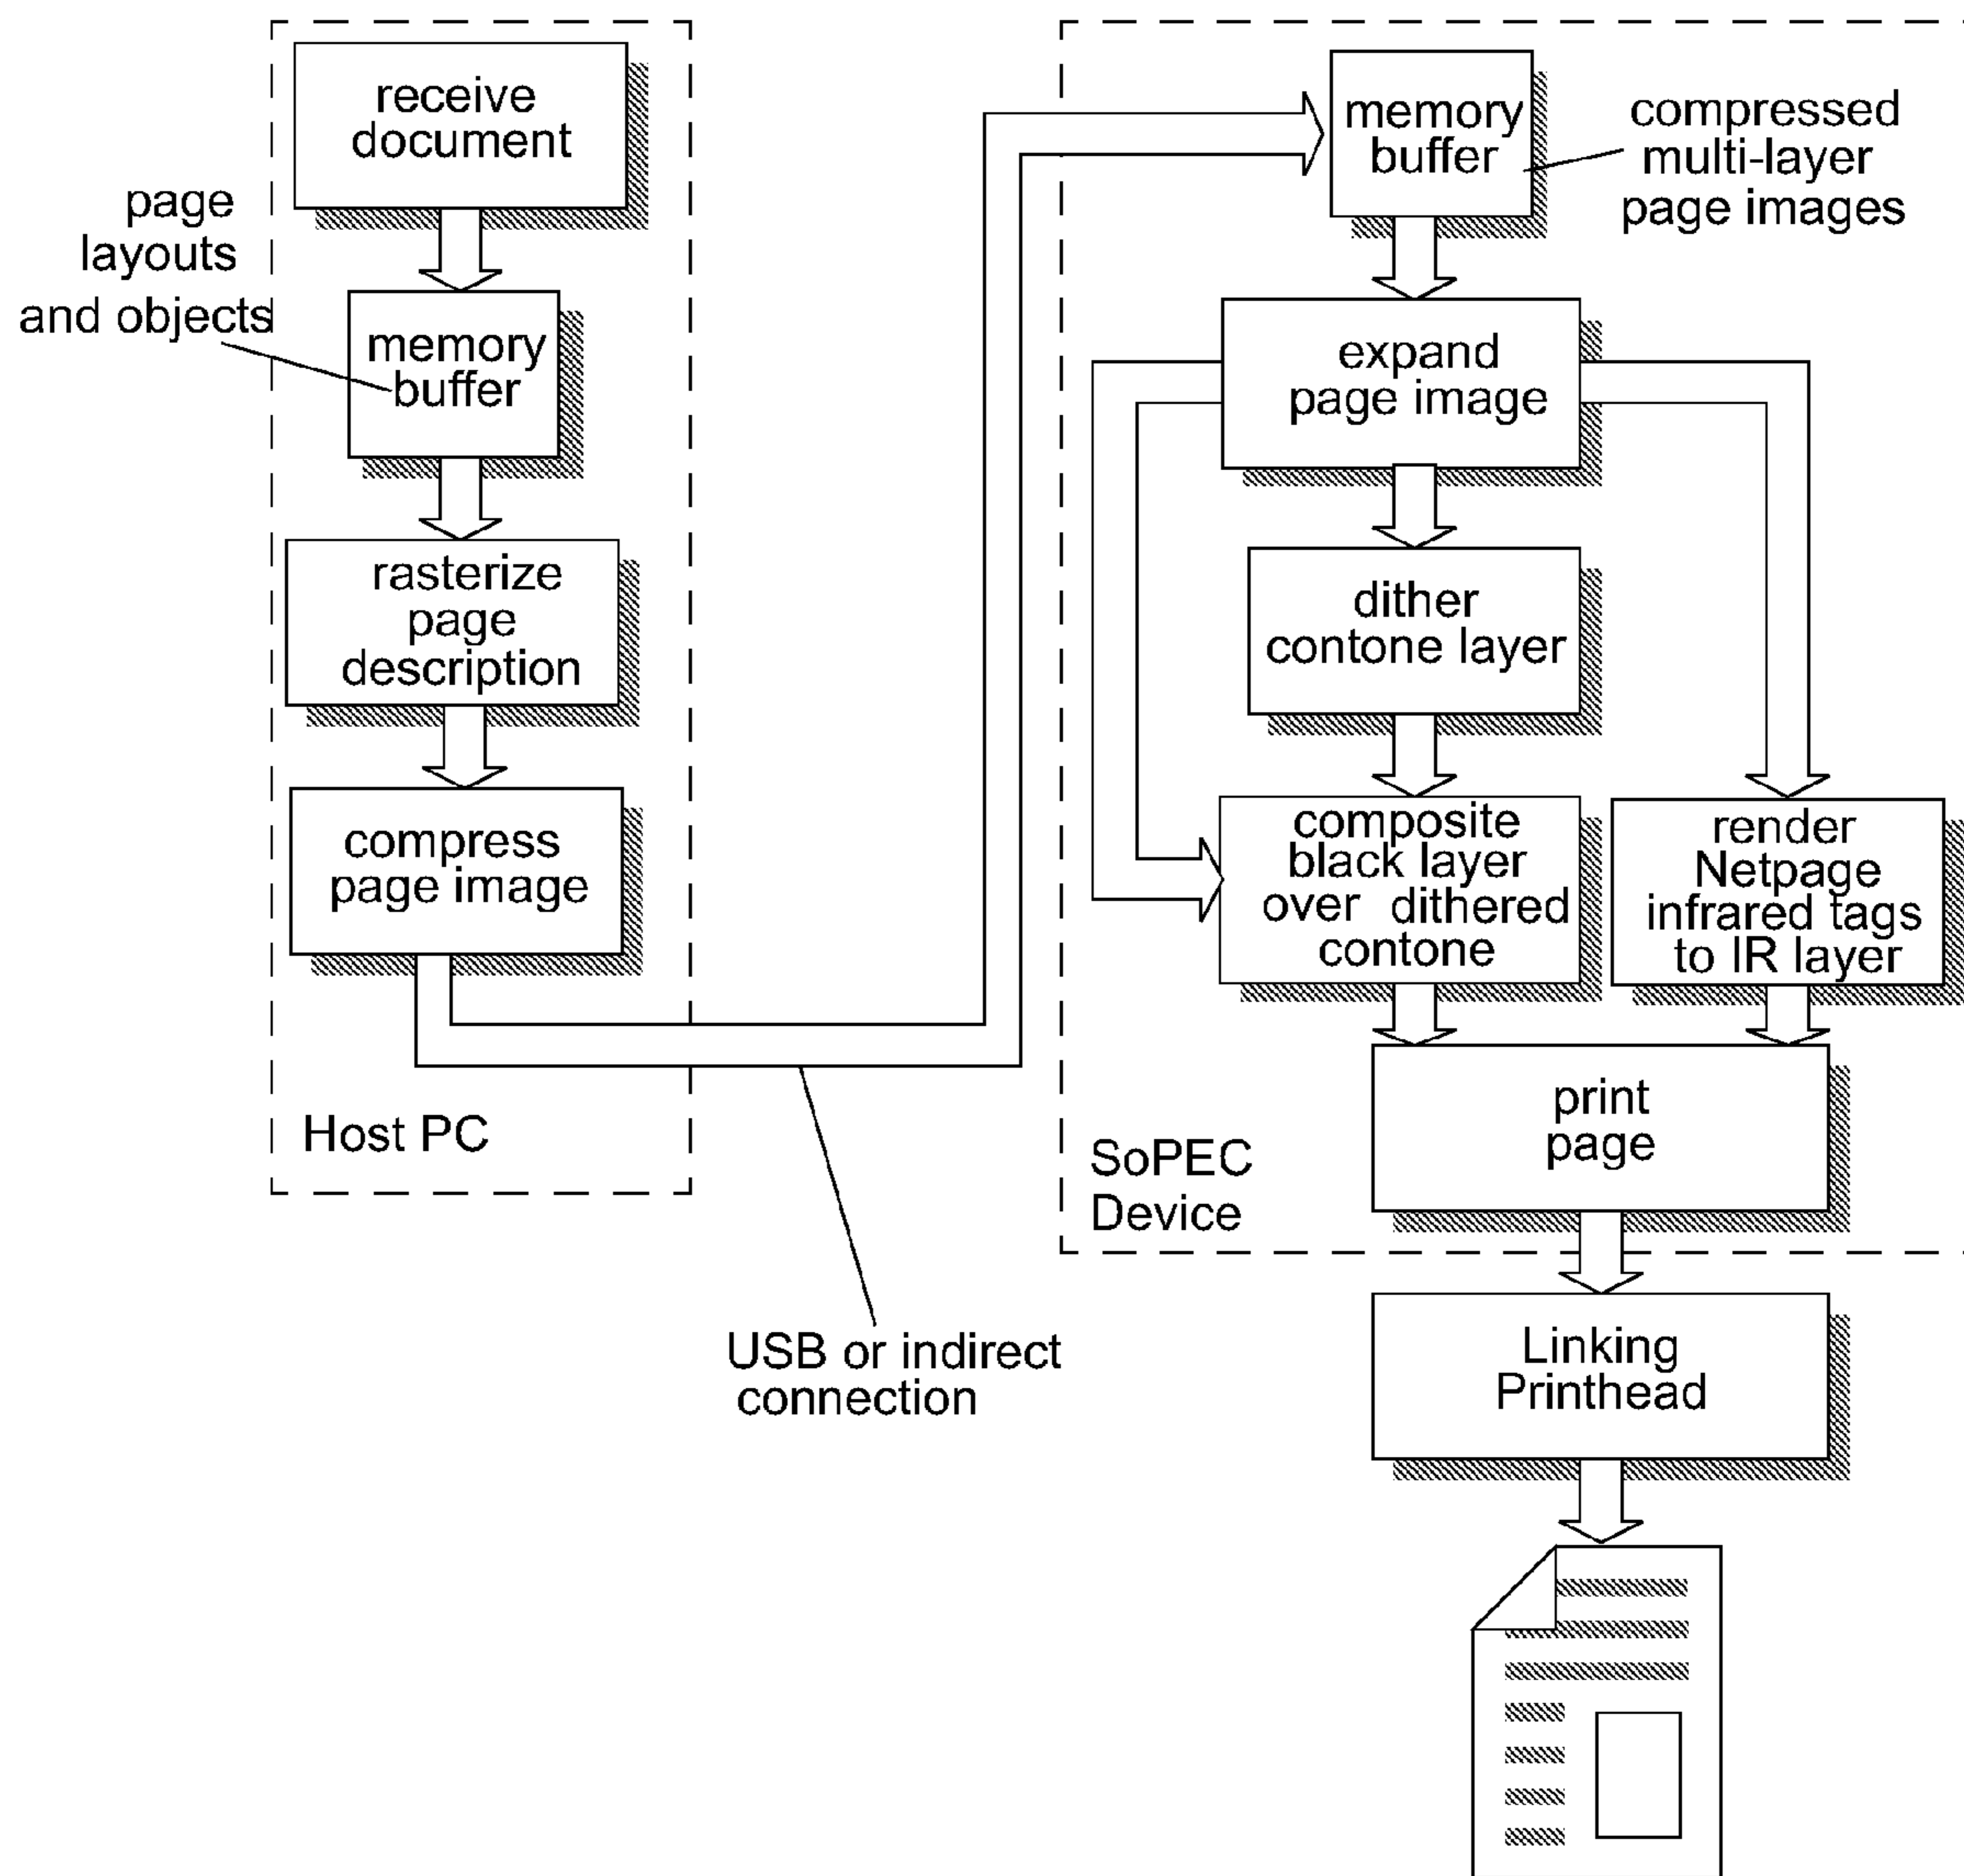 receive
document
page
layouts
and objects
memory
buffer
rasterize
page
description
compress
page image
Host PC
USB or indirect
connection
memory
buffer
compressed
multi-layer
page images
expand
page image
dither
contone layer
composite
black layer
over dithered
contone
render
Netpage
infrared tags
to IR layer
print
page
SoPEC
Device
Linking
Printhead